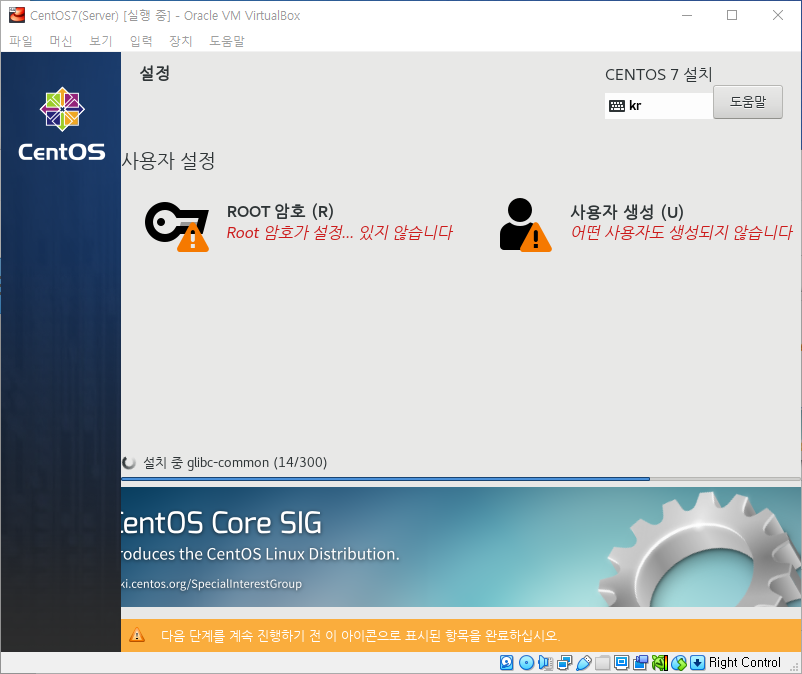 CentOS7(Server) [실행 중] - Oracle VM VirtualBox
파일 머신 보기 입력 장치 도움말
CentOS
설정
CENTOS 7 설치
kr
도움말
사용자 설정
ROOT 암호 (R)
Root 암호가 설정... 있지 않습니다
사용자 생성 (U)
어떤 사용자도 생성되지 않습니다
설치 중 glibc-common (14/300)
CentOS Core SIG
roduces the CentOS Linux Distribution.
ki.centos.org/SpecialInterestGroup
다음 단계를 계속 진행하기 전 이 아이콘으로 표시된 항목을 완료하십시오.
Right Control